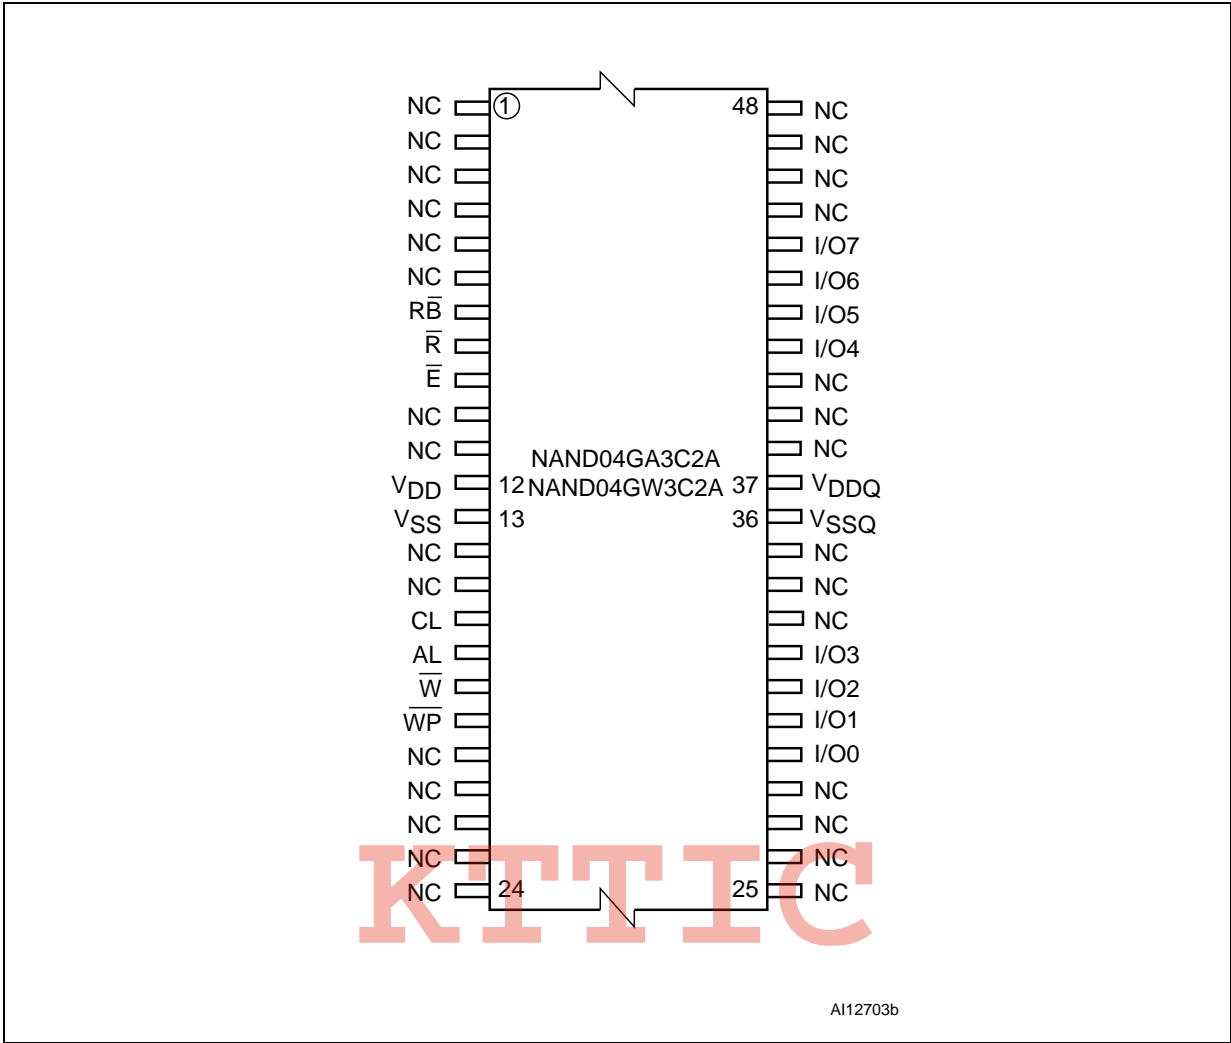 NC 1 48 NC
NC NC
NC NC
NC NC
NC I/O7
NC I/O6
RB̅ I/O5
R̅ I/O4
E̅ NC
NC NC
NC NC
NAND04GA3C2A
VDD 12 NAND04GW3C2A 37 VDDQ
VSS 13 36 VSSQ
NC NC
NC NC
CL NC
AL I/O3
W̅ I/O2
W̅P̅ I/O1
NC I/O0
NC NC
NC NC
NC NC
NC 24 25 NC
KTTIC
AI12703b